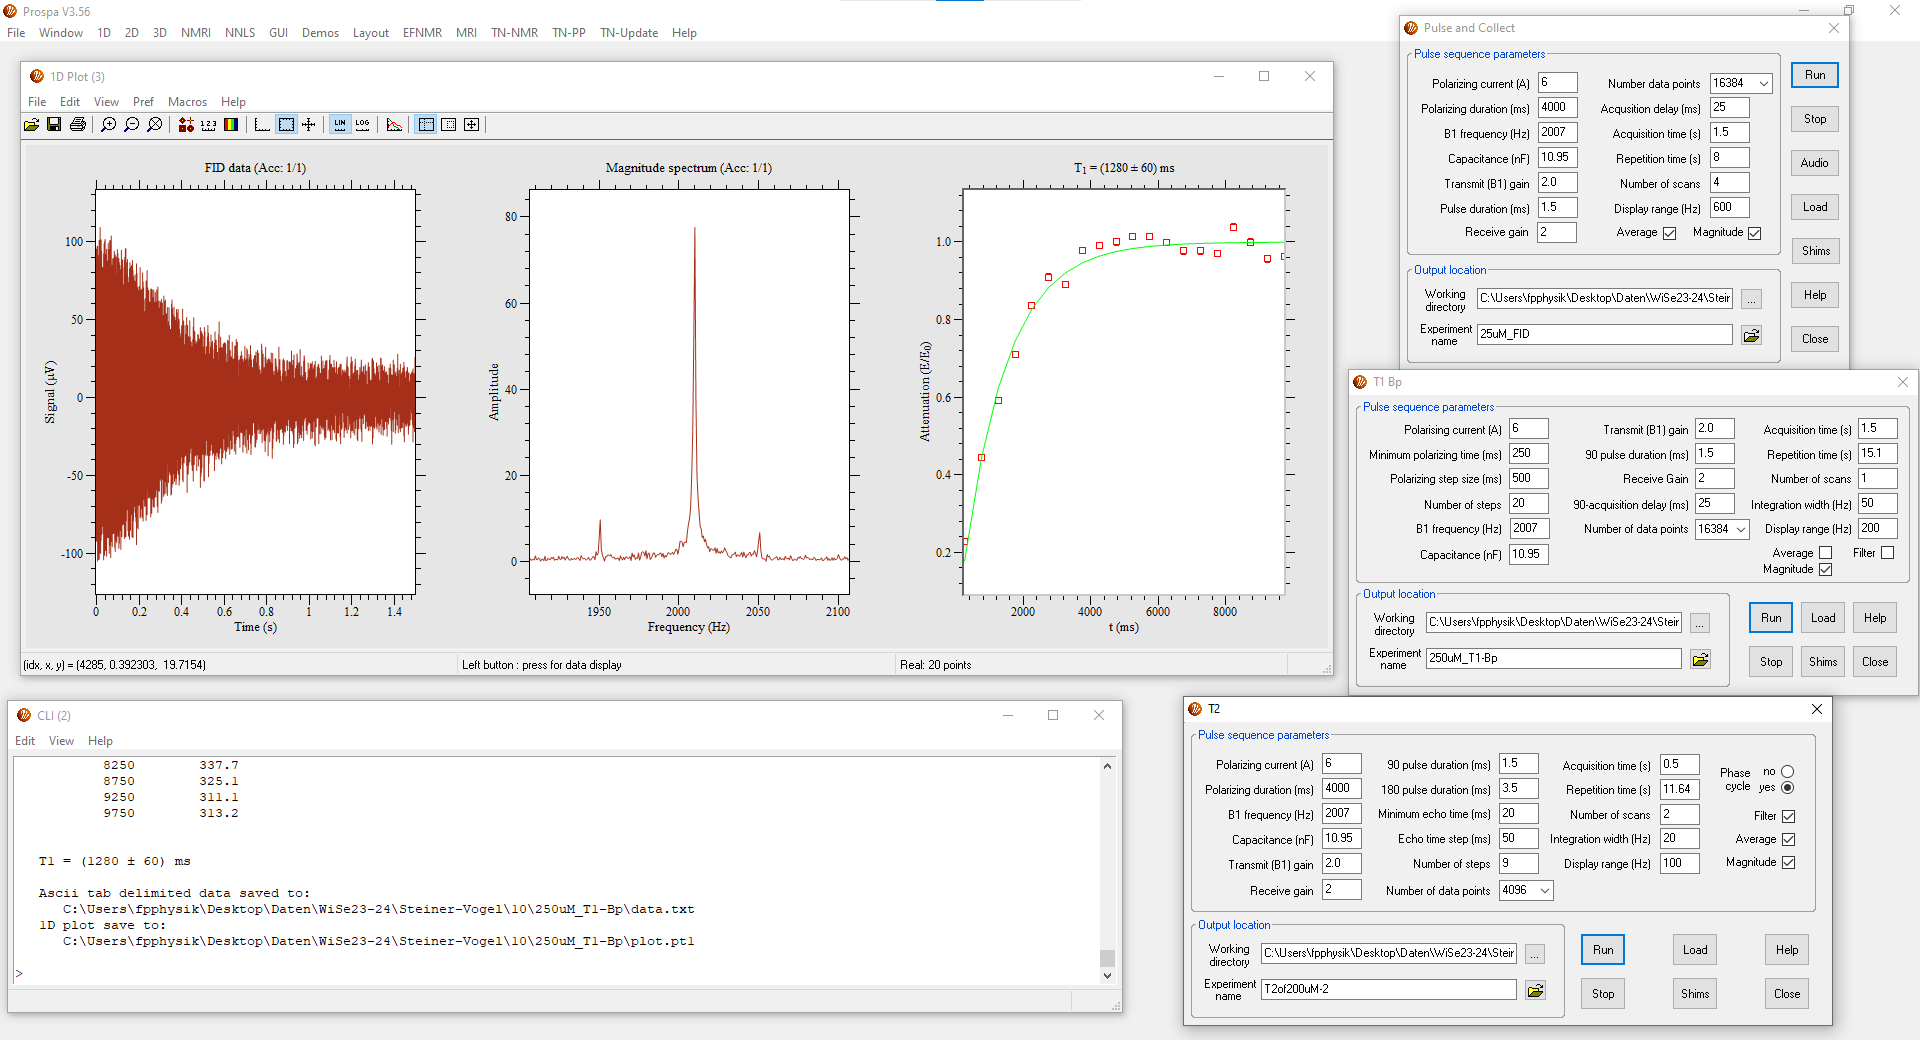 Prospa V3.56
File Window 1D 2D 3D NMRI NNLS GUI Demos Layout EFNMR MRI TN-NMR TN-PP TN-Update Help
1D Plot (3)
File Edit View Pref Macros Help
1 2 3
LIN LOG
FID data (Acc: 1/1)
Signal (µV)
100
50
0
-50
-100
0 0.2 0.4 0.6 0.8 1 1.2 1.4
Time (s)
Magnitude spectrum (Acc: 1/1)
Amplitude
80
60
40
20
0
1950 2000 2050 2100
Frequency (Hz)
T1 = (1280 ± 60) ms
Attenuation (E/E0)
1.0
0.8
0.6
0.4
0.2
2000 4000 6000 8000
t (ms)
(idx, x, y) = (4285, 0.392303, 19.7154)
Left button : press for data display
Real: 20 points
CLI (2)
Edit View Help
8250 337.7
8750 325.1
9250 311.1
9750 313.2
T1 = (1280 ± 60) ms
Ascii tab delimited data saved to:
C:\Users\fpphysik\Desktop\Daten\WiSe23-24\Steiner-Vogel\10\250uM_T1-Bp\data.txt
1D plot save to:
C:\Users\fpphysik\Desktop\Daten\WiSe23-24\Steiner-Vogel\10\250uM_T1-Bp\plot.pt1
>
Pulse and Collect
Pulse sequence parameters
Polarizing current (A) 6
Number data points 16384
Polarizing duration (ms) 4000
Acqusition delay (ms) 25
B1 frequency (Hz) 2007
Acquisition time (s) 1.5
Capacitance (nF) 10.95
Repetition time (s) 8
Transmit (B1) gain 2.0
Number of scans 4
Pulse duration (ms) 1.5
Display range (Hz) 600
Receive gain 2
Average
Magnitude
Run
Stop
Audio
Load
Shims
Help
Close
Output location
Working directory C:\Users\fpphysik\Desktop\Daten\WiSe23-24\Steir ...
Experiment name 25uM_FID
T1 Bp
Pulse sequence parameters
Polarising current (A) 6
Transmit (B1) gain 2.0
Acquisition time (s) 1.5
Minimum polarizing time (ms) 250
90 pulse duration (ms) 1.5
Repetition time (s) 15.1
Polarizing step size (ms) 500
Receive Gain 2
Number of scans 1
Number of steps 20
90-acquisition delay (ms) 25
Integration width (Hz) 50
B1 frequency (Hz) 2007
Number of data points 16384
Display range (Hz) 200
Capacitance (nF) 10.95
Average
Filter
Magnitude
Output location
Working directory C:\Users\fpphysik\Desktop\Daten\WiSe23-24\Steir ...
Experiment name 250uM_T1-Bp
Run Load Help
Stop Shims Close
T2
Pulse sequence parameters
Polarizing current (A) 6
90 pulse duration (ms) 1.5
Acquisition time (s) 0.5
Polarizing duration (ms) 4000
180 pulse duration (ms) 3.5
Repetition time (s) 11.64
B1 frequency (Hz) 2007
Minimum echo time (ms) 20
Number of scans 2
Capacitance (nF) 10.95
Echo time step (ms) 50
Integration width (Hz) 20
Transmit (B1) gain 2.0
Number of steps 9
Display range (Hz) 100
Receive gain 2
Number of data points 4096
Phase cycle no yes
Filter
Average
Magnitude
Output location
Working directory C:\Users\fpphysik\Desktop\Daten\WiSe23-24\Steir ...
Experiment name T2of200uM-2
Run Load Help
Stop Shims Close